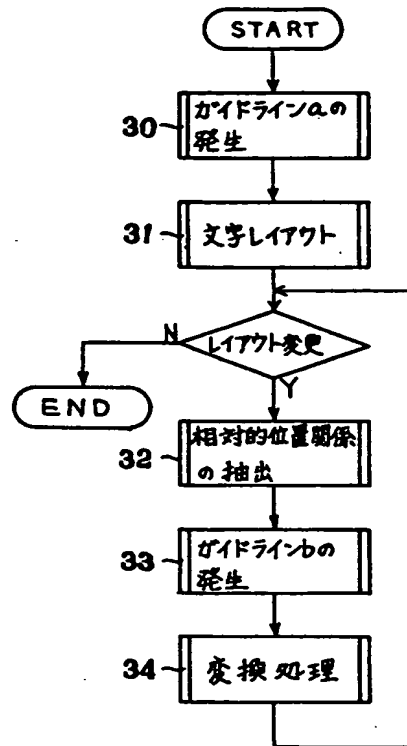 START
30
ガイドラインaの
発生
31
文字レイアウト
レイアウト変更
N
Y
END
32
相対的位置関係
の抽出
33
ガイドラインbの
発生
34
変換処理